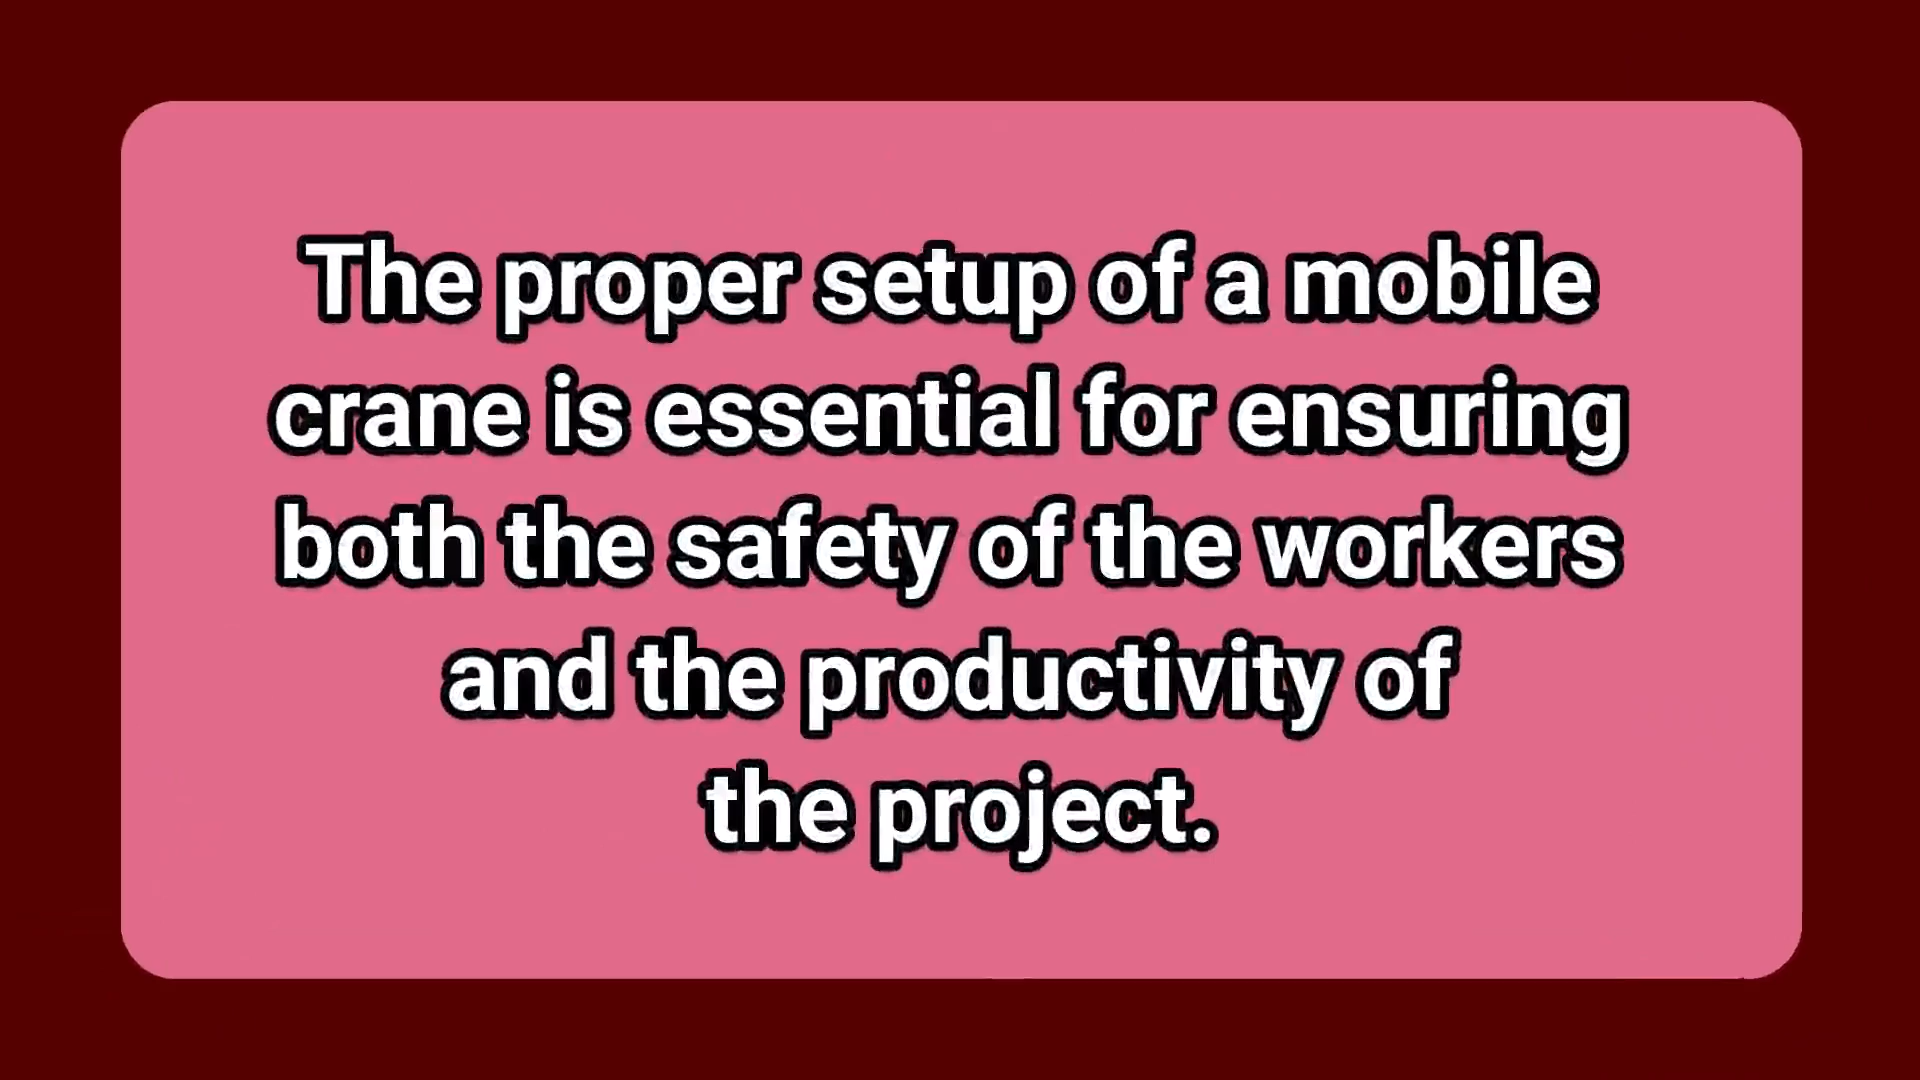 The proper setup of a mobile
crane is essential for ensuring
both the safety of the workers
and the productivity of
the project.